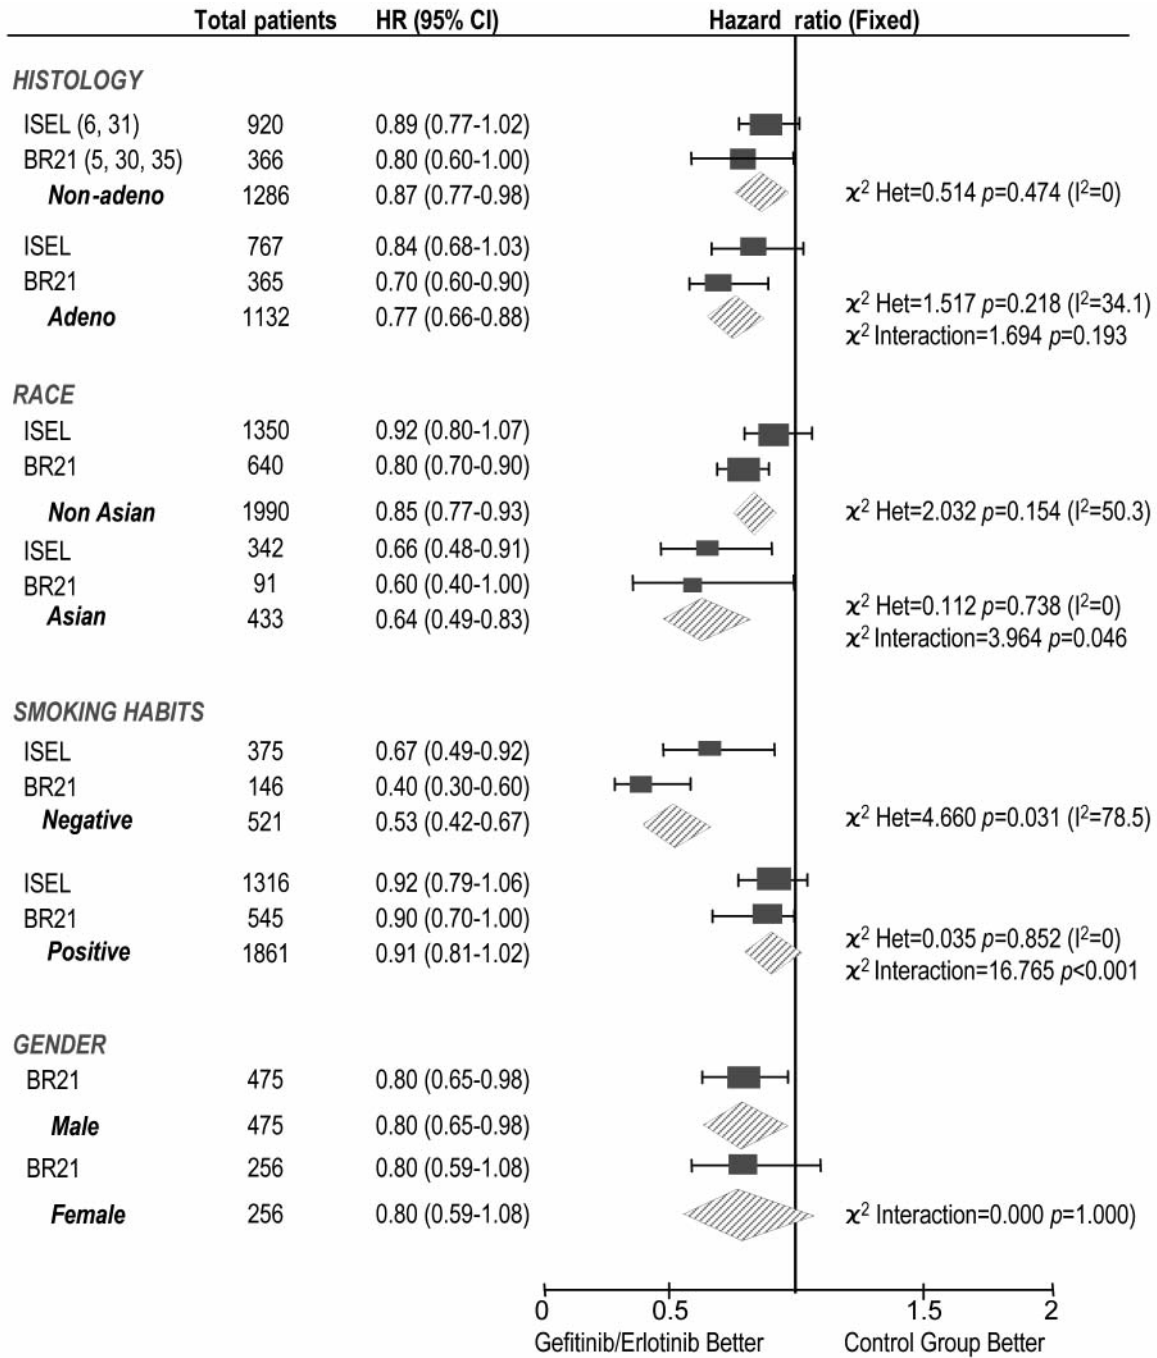 Total patients HR (95% CI) Hazard ratio (Fixed)
HISTOLOGY
ISEL (6, 31) 920 0.89 (0.77-1.02)
BR21 (5, 30, 35) 366 0.80 (0.60-1.00)
Non-adeno 1286 0.87 (0.77-0.98) χ² Het=0.514 p=0.474 (I²=0)
ISEL 767 0.84 (0.68-1.03)
BR21 365 0.70 (0.60-0.90)
χ² Het=1.517 p=0.218 (I²=34.1)
Adeno 1132 0.77 (0.66-0.88)
χ² Interaction=1.694 p=0.193
RACE
ISEL 1350 0.92 (0.80-1.07)
BR21 640 0.80 (0.70-0.90)
Non Asian 1990 0.85 (0.77-0.93) χ² Het=2.032 p=0.154 (I²=50.3)
ISEL 342 0.66 (0.48-0.91)
BR21 91 0.60 (0.40-1.00)
χ² Het=0.112 p=0.738 (I²=0)
Asian 433 0.64 (0.49-0.83)
χ² Interaction=3.964 p=0.046
SMOKING HABITS
ISEL 375 0.67 (0.49-0.92)
BR21 146 0.40 (0.30-0.60)
Negative 521 0.53 (0.42-0.67) χ² Het=4.660 p=0.031 (I²=78.5)
ISEL 1316 0.92 (0.79-1.06)
BR21 545 0.90 (0.70-1.00)
χ² Het=0.035 p=0.852 (I²=0)
Positive 1861 0.91 (0.81-1.02)
χ² Interaction=16.765 p<0.001
GENDER
BR21 475 0.80 (0.65-0.98)
Male 475 0.80 (0.65-0.98)
BR21 256 0.80 (0.59-1.08)
Female 256 0.80 (0.59-1.08) χ² Interaction=0.000 p=1.000)
0 0.5 1.5 2
Gefitinib/Erlotinib Better Control Group Better